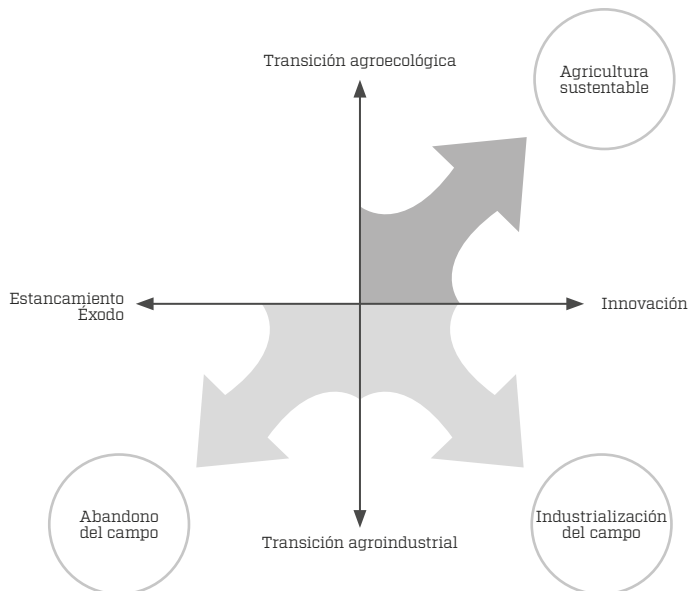 Transición agroecológica
Agricultura
sustentable
Estancamiento
Éxodo
Innovación
Abandono
del campo
Transición agroindustrial
Industrialización
del campo